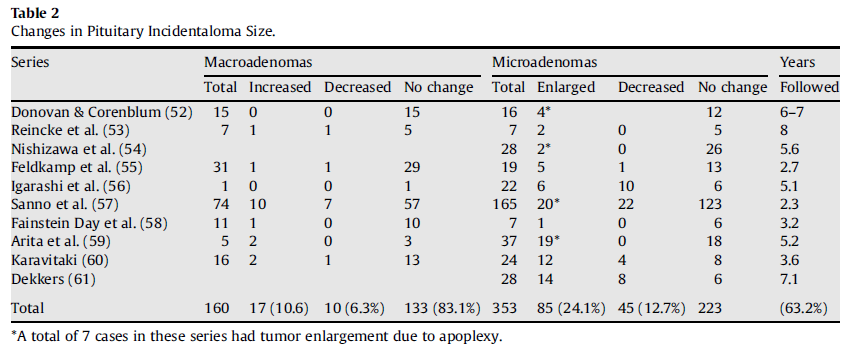 Table 2
Changes in Pituitary Incidentaloma Size.
Series Macroadenomas Microadenomas Years
Total Increased Decreased No change Total Enlarged Decreased No change Followed
Donovan & Corenblum (52) 15 0 0 15 16 4* 12 6–7
Reincke et al. (53) 7 1 1 5 7 2 0 5 8
Nishizawa et al. (54) 28 2* 0 26 5.6
Feldkamp et al. (55) 31 1 1 29 19 5 1 13 2.7
Igarashi et al. (56) 1 0 0 1 22 6 10 6 5.1
Sanno et al. (57) 74 10 7 57 165 20* 22 123 2.3
Fainstein Day et al. (58) 11 1 0 10 7 1 0 6 3.2
Arita et al. (59) 5 2 0 3 37 19* 0 18 5.2
Karavitaki (60) 16 2 1 13 24 12 4 8 3.6
Dekkers (61) 28 14 8 6 7.1
Total 160 17 (10.6) 10 (6.3%) 133 (83.1%) 353 85 (24.1%) 45 (12.7%) 223 (63.2%)
*A total of 7 cases in these series had tumor enlargement due to apoplexy.